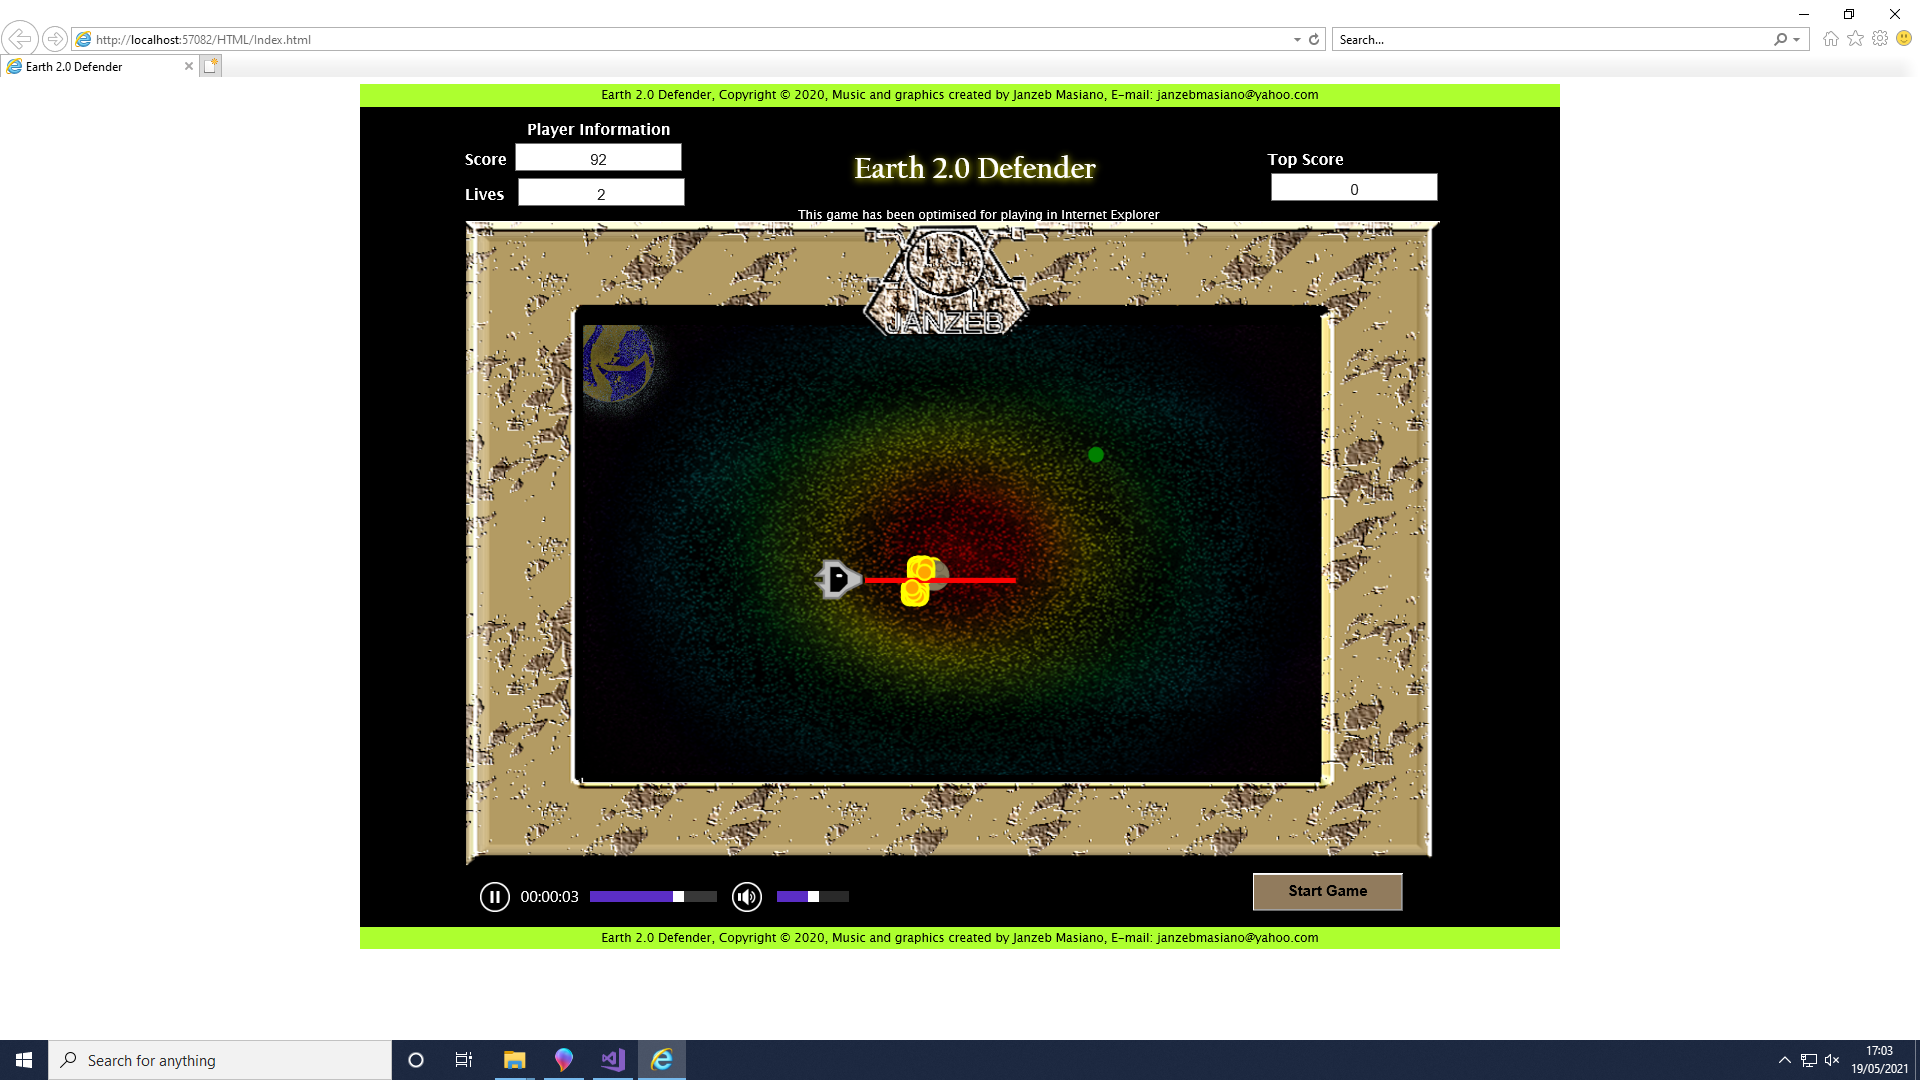 http://localhost:57082/HTML/Index.html
Search...
Earth 2.0 Defender
Earth 2.0 Defender, Copyright © 2020, Music and graphics created by Janzeb Masiano, E-mail: janzebmasiano@yahoo.com
Player Information
Score 92
Lives 2
Earth 2.0 Defender
Top Score
0
This game has been optimised for playing in Internet Explorer
JANZEB
00:00:03
Start Game
Earth 2.0 Defender, Copyright © 2020, Music and graphics created by Janzeb Masiano, E-mail: janzebmasiano@yahoo.com
Search for anything
17:03
19/05/2021